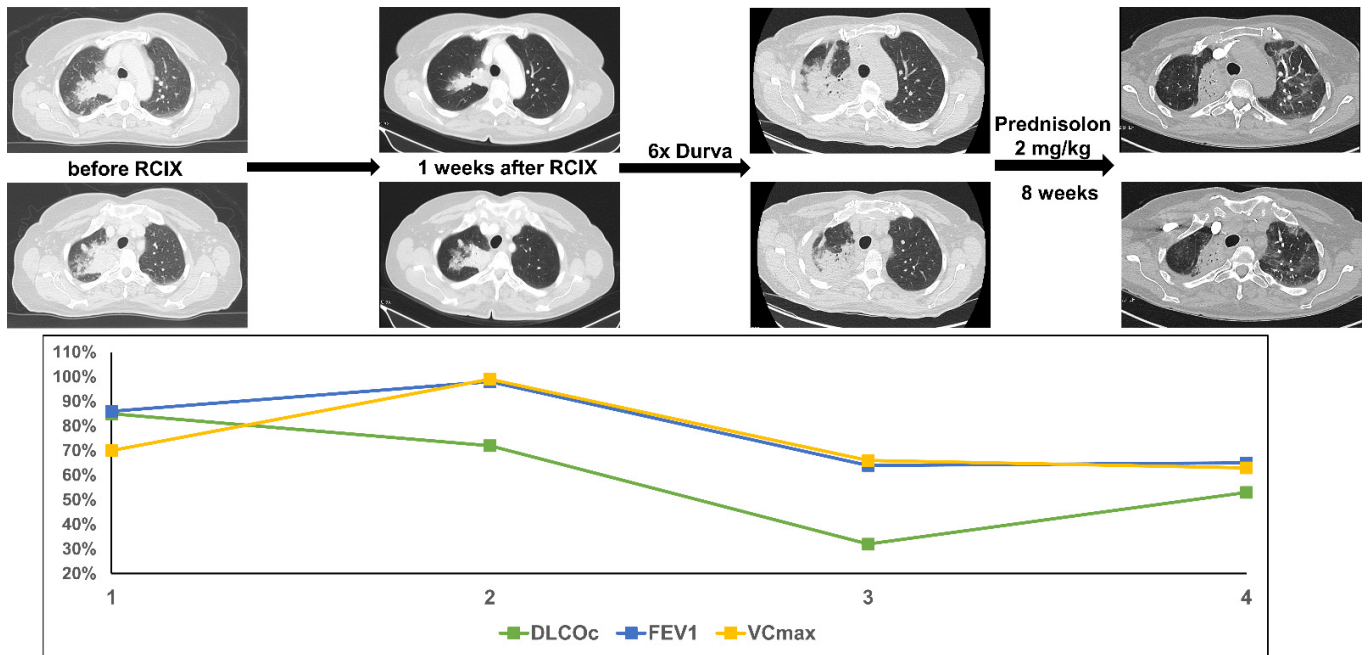 before RCIX
1 weeks after RCIX
6x Durva
Prednisolon
2 mg/kg
8 weeks
110%
100%
90%
80%
70%
60%
50%
40%
30%
20%
1 2 3 4
DLCOc FEV1 VCmax